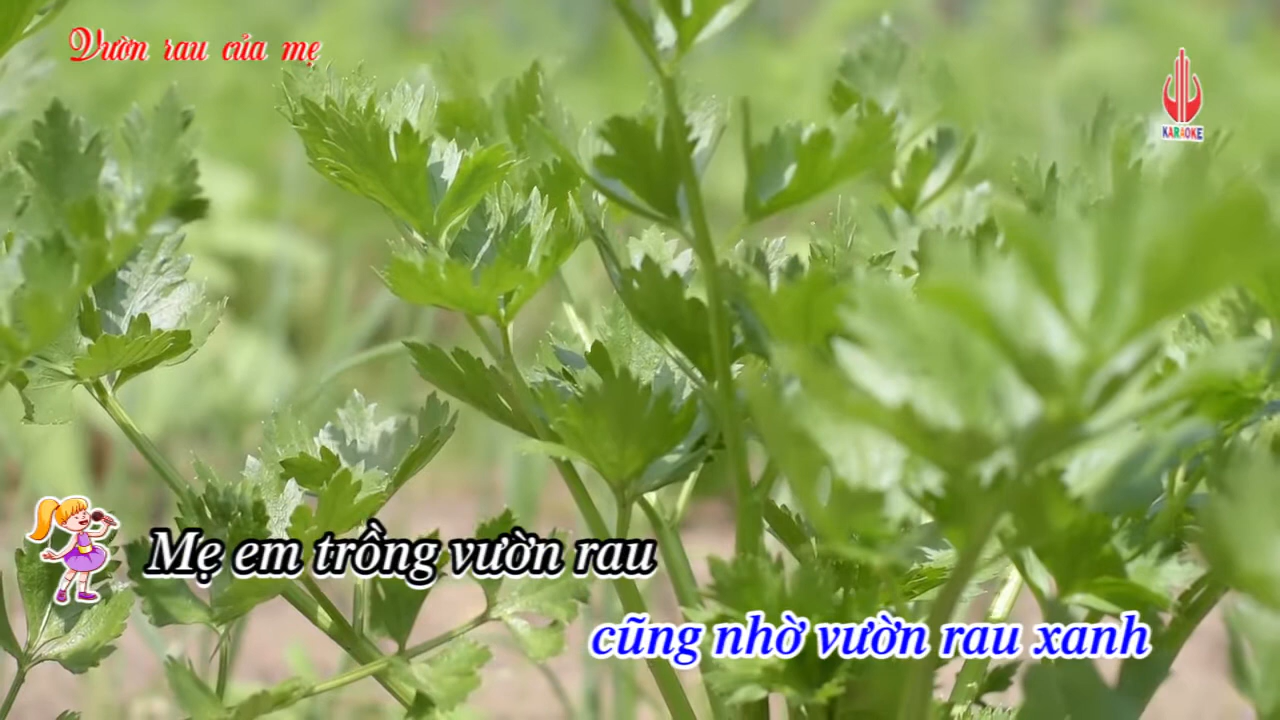 Vườn rau của mẹ
KARAOKE
Mẹ em trồng vườn rau
cũng nhờ vườn rau xanh